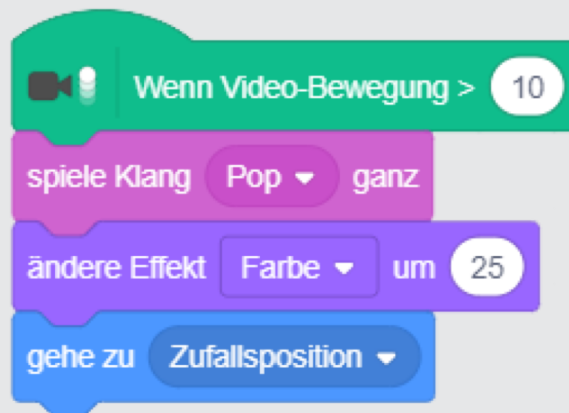 Wenn Video-Bewegung > 10
spiele Klang Pop ganz
ändere Effekt Farbe um 25
gehe zu Zufallsposition